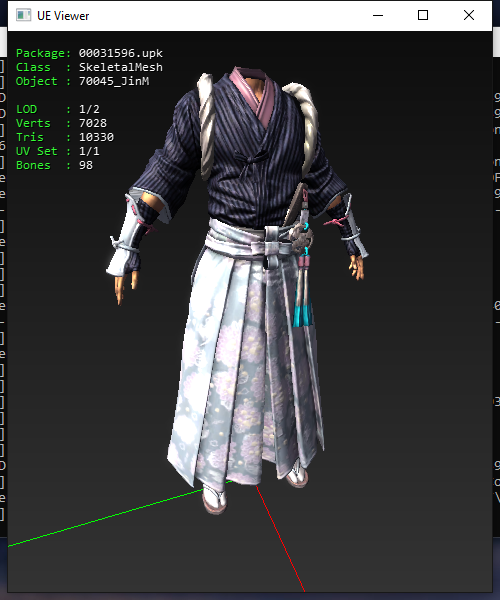 UE Viewer
Package: 00031596.upk
Class : SkeletalMesh
Object : 70045_JinM
LOD : 1/2
Verts : 7028
Tris : 10330
UV Set : 1/1
Bones : 98